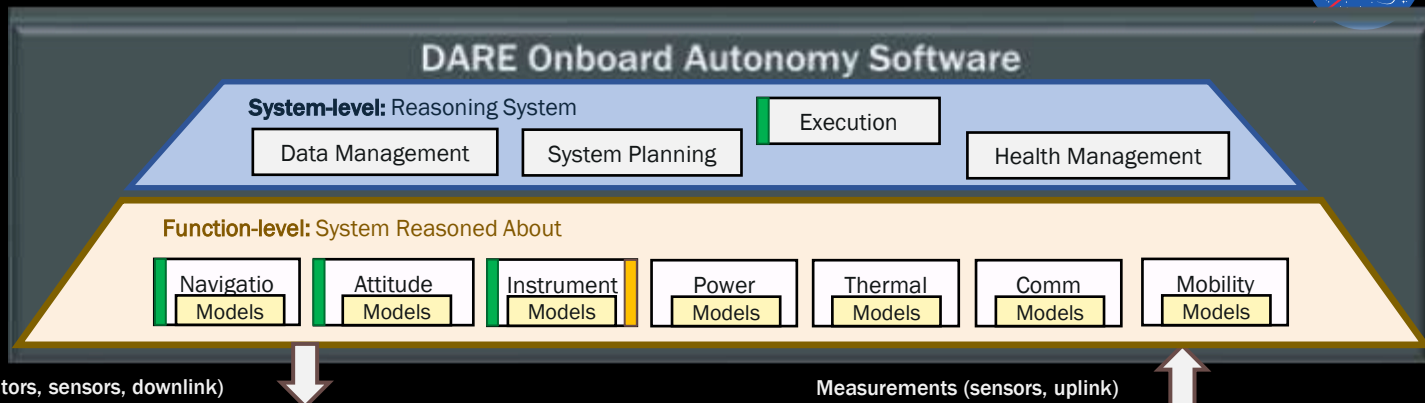 DARE Onboard Autonomy Software
System-level: Reasoning System
Execution
Data Management
System Planning
Health Management
Function-level: System Reasoned About
Navigatio
Models
Attitude
Models
Instrument
Models
Power
Models
Thermal
Models
Comm
Models
Mobility
Models
tors, sensors, downlink)
Measurements (sensors, uplink)